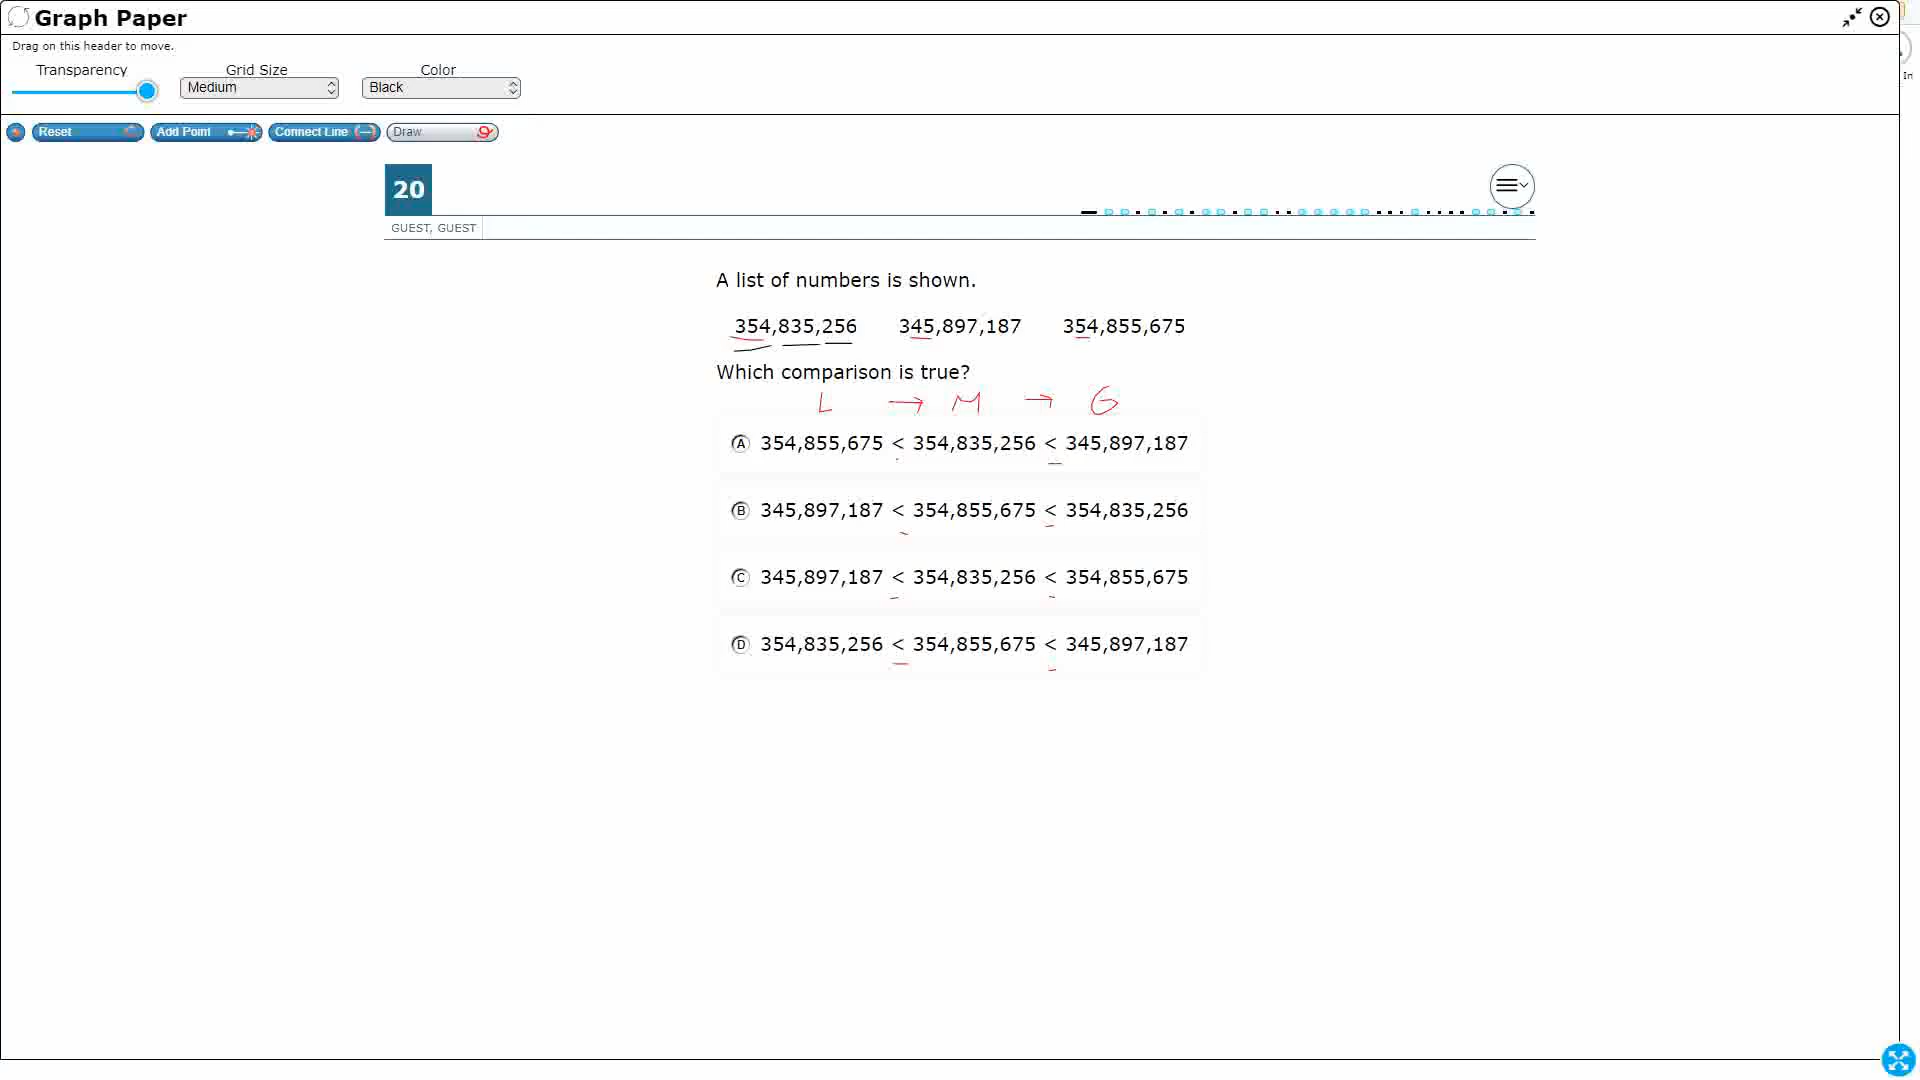 Graph Paper
Drag on this header to move.
Transparency Grid Size Color
Medium Black
In
Reset Add Point Connect Line Draw
20
GUEST, GUEST
A list of numbers is shown.
354,835,256 345,897,187 354,855,675
Which comparison is true?
L → M → G
A 354,855,675 < 354,835,256 < 345,897,187
B 345,897,187 < 354,855,675 < 354,835,256
C 345,897,187 < 354,835,256 < 354,855,675
D 354,835,256 < 354,855,675 < 345,897,187